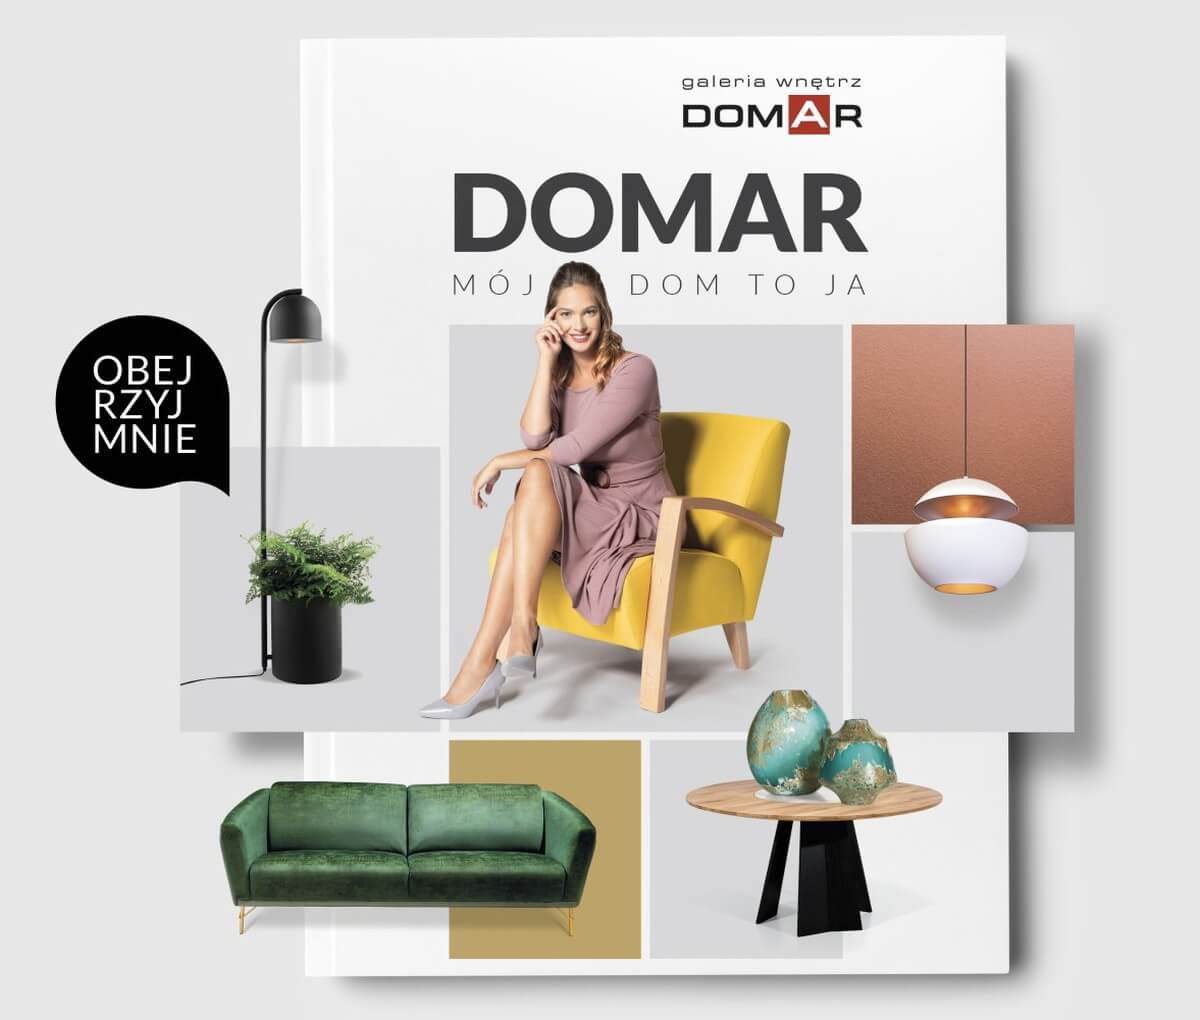 galeria wnętrz
DOMAR
DOMAR
MÓJ DOM TO JA
OBEJ
RZYJ
MNIE